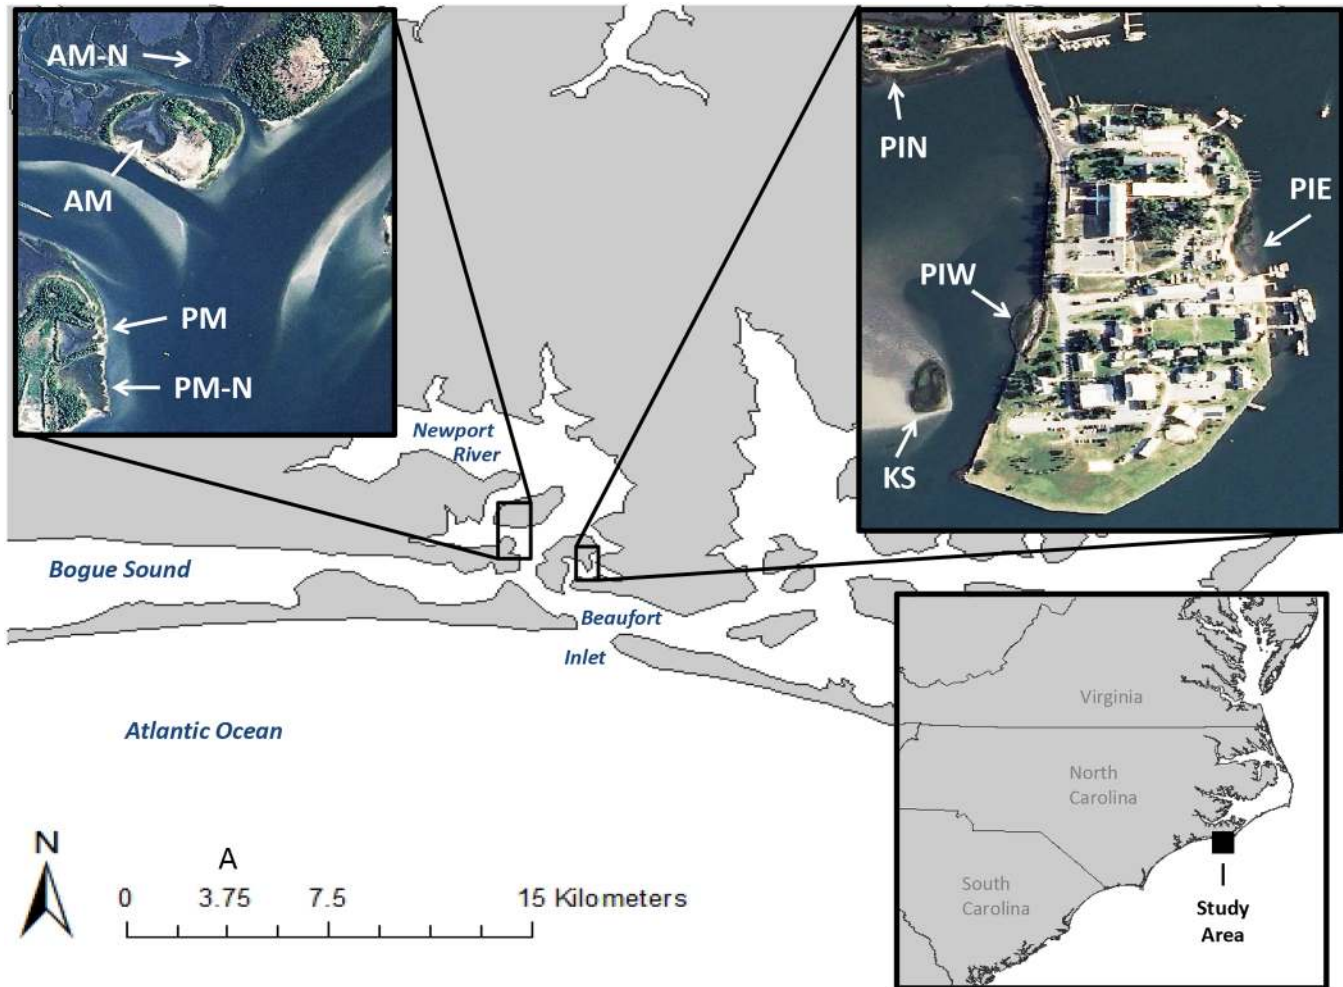 AM-N
AM
PM
PM-N
PIN
PIE
PIW
KS
Newport
River
Bogue Sound
Beaufort
Inlet
Atlantic Ocean
Virginia
North
Carolina
South
Carolina
Study
Area
N
A
0 3.75 7.5 15 Kilometers